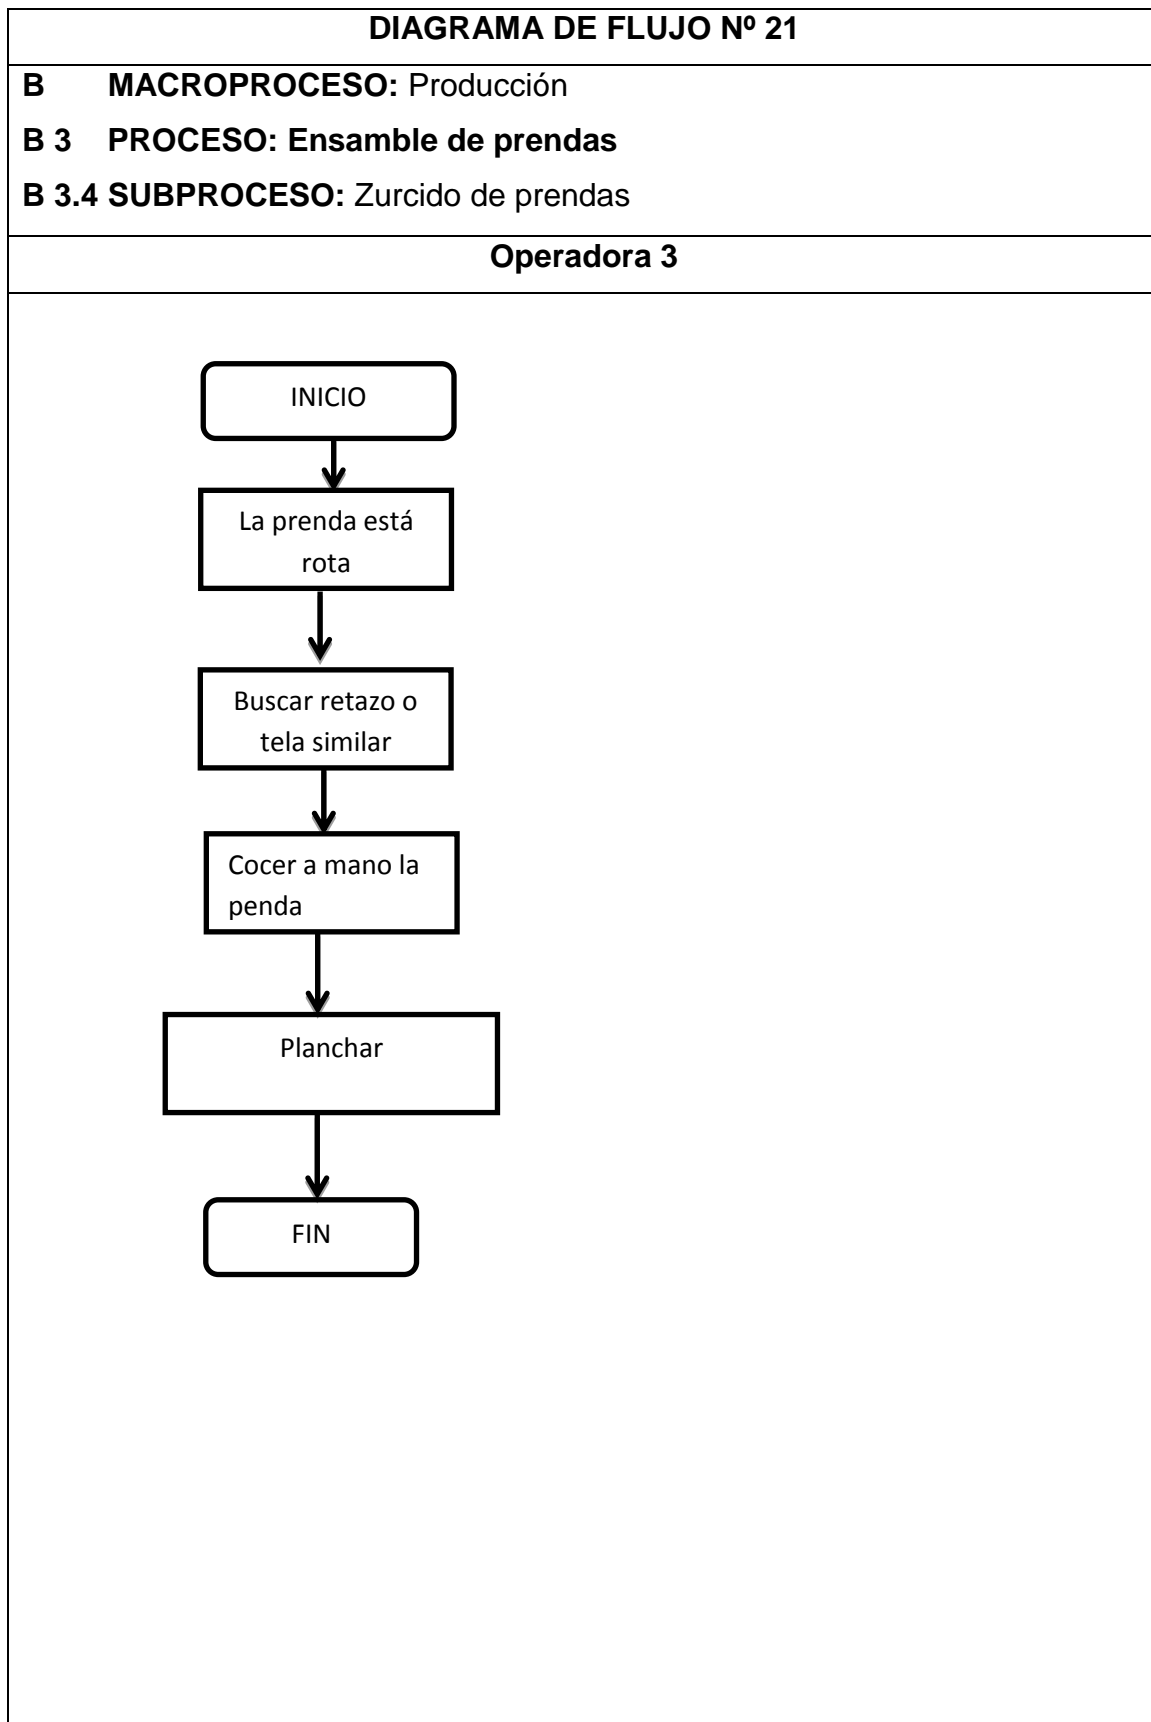 DIAGRAMA DE FLUJO Nº 21
B MACROPROCESO: Producción
B 3 PROCESO: Ensamble de prendas
B 3.4 SUBPROCESO: Zurcido de prendas
Operadora 3
INICIO
La prenda está
rota
Buscar retazo o
tela similar
Cocer a mano la
penda
Planchar
FIN